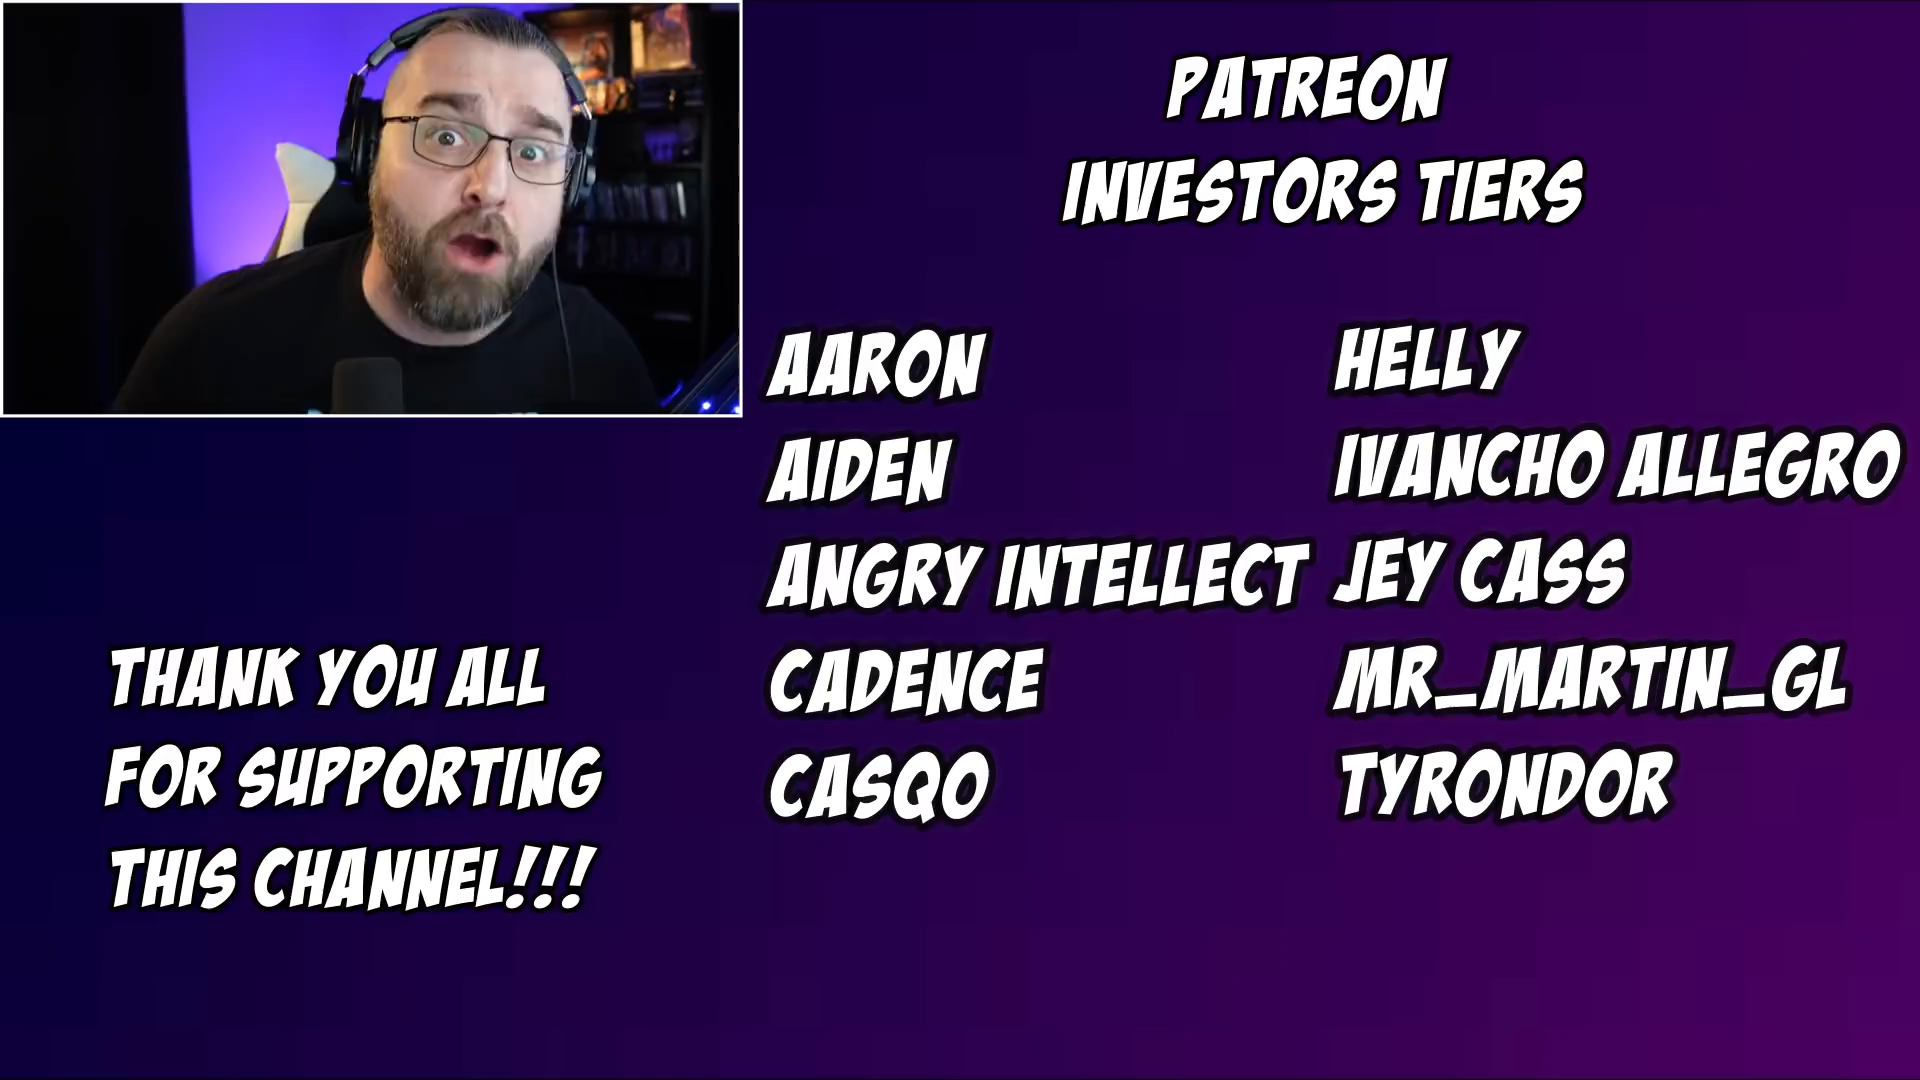 PATREON
INVESTORS TIERS
AARON
AIDEN
ANGRY INTELLECT
CADENCE
CASQO
HELLY
IVANCHO ALLEGRO
JEY CASS
MR_MARTIN_GL
TYRONDOR
THANK YOU ALL
FOR SUPPORTING
THIS CHANNEL!!!